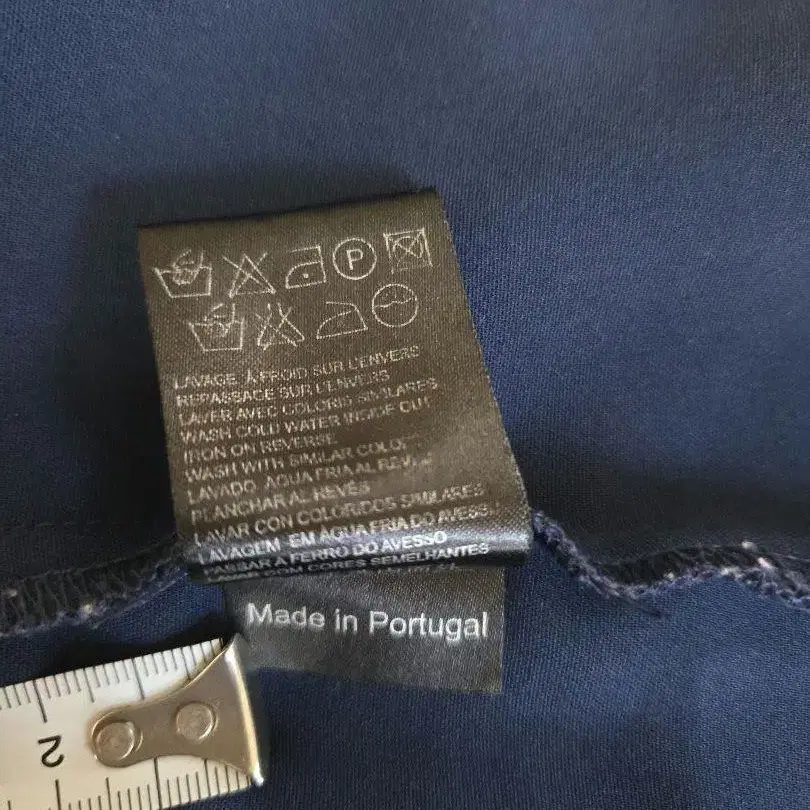 P
LAVAGE A FROID SUR L'ENVERS
REPASSAGE SUR L'ENVERS
LAVER AVEC COLORIS SIMILARES
WASH COLD WATER INSIDE OUT
IRON ON REVERSE
WASH WITH SIMILAR
LAVADO AGUA FRIA AL
PLANCHAR AL REVÉS
LAVAR CON COLORIDOS SIMILARES
LAVAGEM EM AGUA FRIA DO AVESSO
PASSAR A FERRO DO AVESSO
LAVAR COM CORES SEMELHANTES
Made in Portugal
2